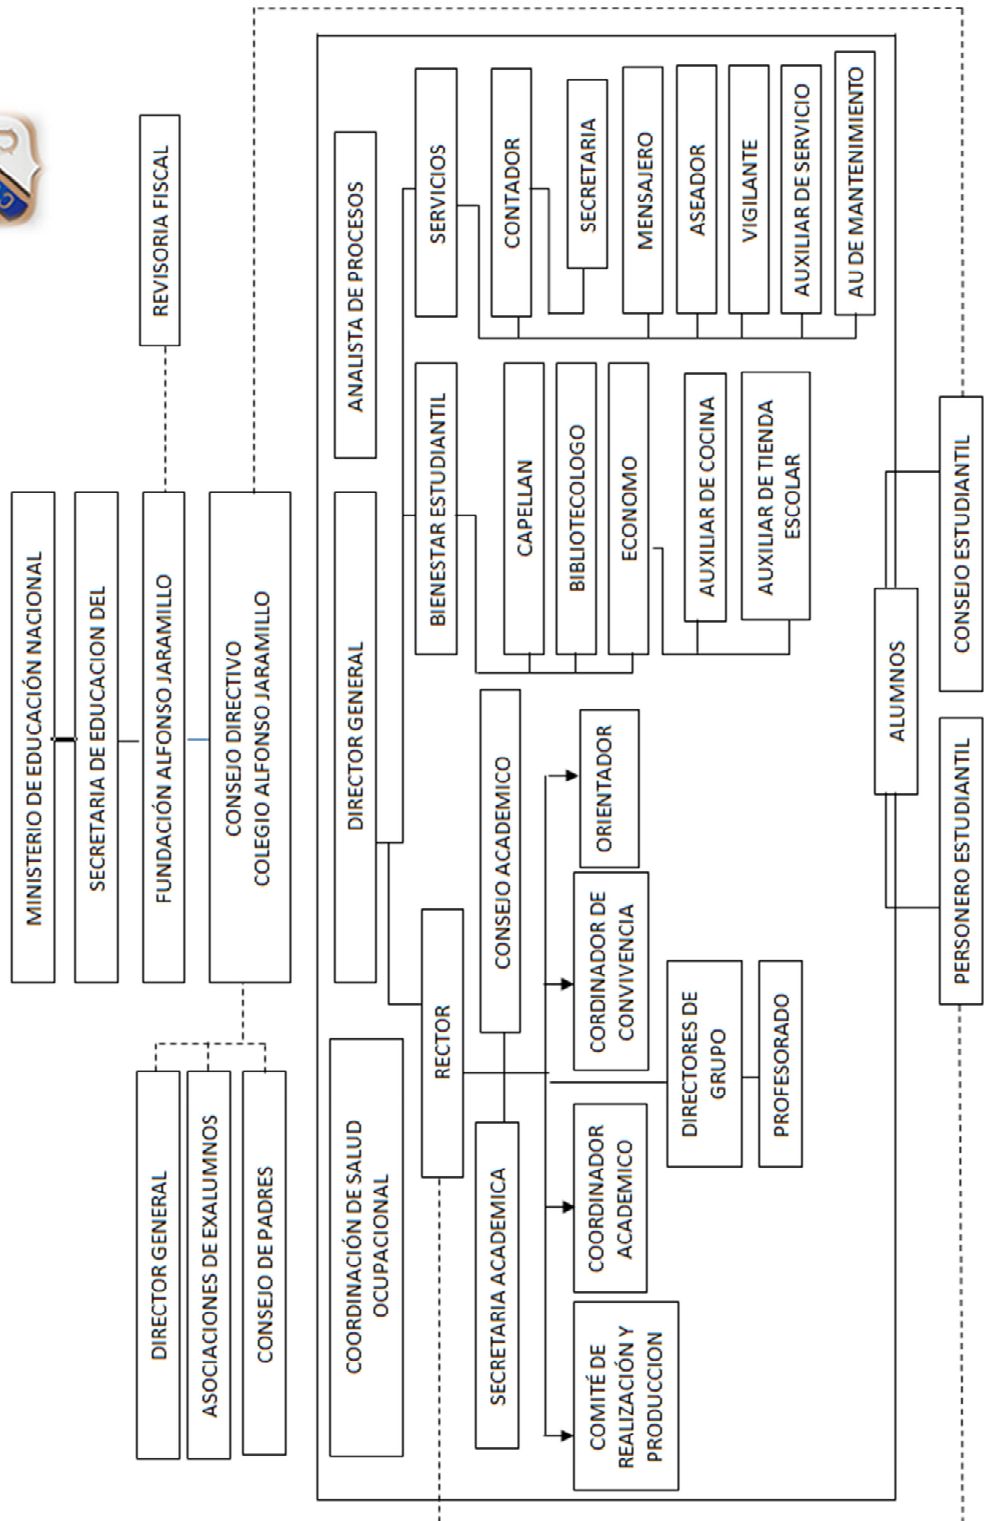 MINISTERIO DE EDUCACIÓN NACIONAL
SECRETARIA DE EDUCACION DEL
FUNDACIÓN ALFONSO JARAMILLO
REVISORIA FISCAL
CONSEJO DIRECTIVO
COLEGIO ALFONSO JARAMILLO
DIRECTOR GENERAL
ASOCIACIONES DE EXALUMNOS
CONSEJO DE PADRES
COORDINACIÓN DE SALUD
OCUPACIONAL
DIRECTOR GENERAL
ANALISTA DE PROCESOS
RECTOR
BIENESTAR ESTUDIANTIL
SERVICIOS
SECRETARIA ACADEMICA
CONSEJO ACADEMICO
COMITÉ DE
REALIZACIÓN Y
PRODUCCION
COORDINADOR
ACADEMICO
CORDINADOR DE
CONVIVENCIA
ORIENTADOR
DIRECTORES DE
GRUPO
PROFESORADO
CAPELLAN
BIBLIOTECOLOGO
ECONOMO
AUXILIAR DE COCINA
AUXILIAR DE TIENDA
ESCOLAR
CONTADOR
SECRETARIA
MENSAJERO
ASEADOR
VIGILANTE
AUXILIAR DE SERVICIO
AU DE MANTENIMIENTO
ALUMNOS
PERSONERO ESTUDIANTIL
CONSEJO ESTUDIANTIL